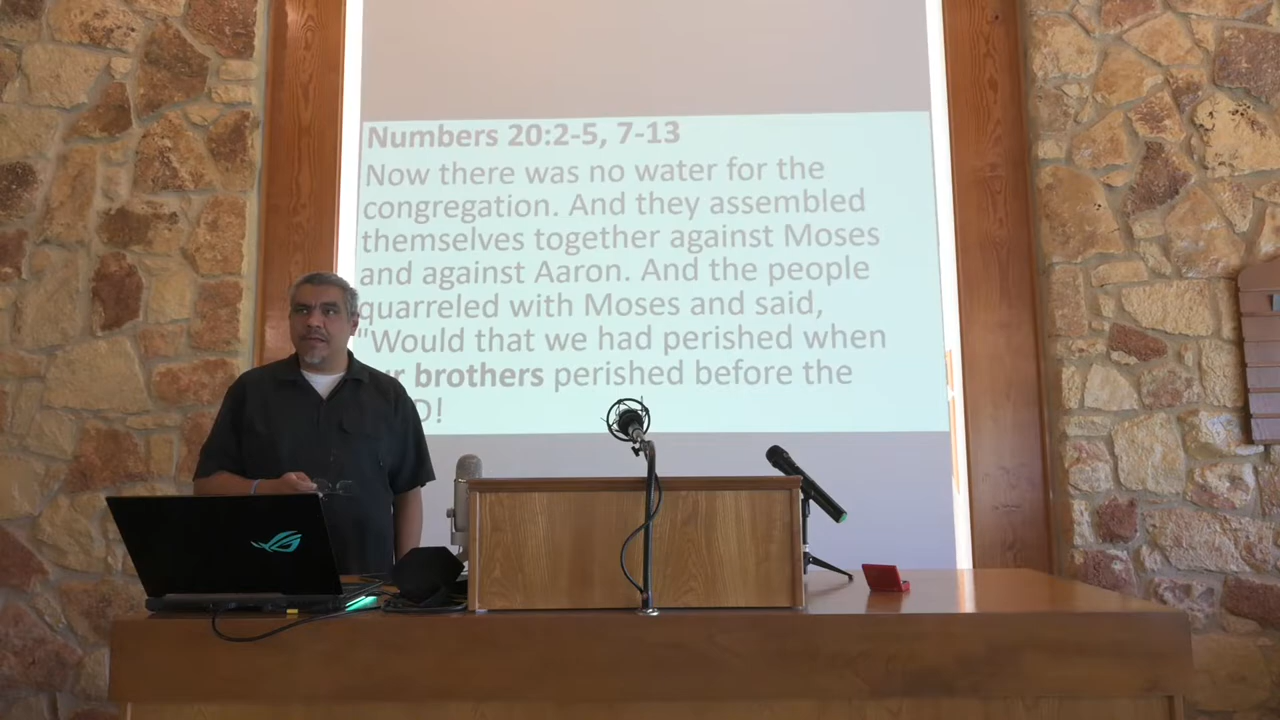 Numbers 20:2-5, 7-13
Now there was no water for the
congregation. And they assembled
themselves together against Moses
and against Aaron. And the people
quarreled with Moses and said,
"Would that we had perished when
brothers perished before the